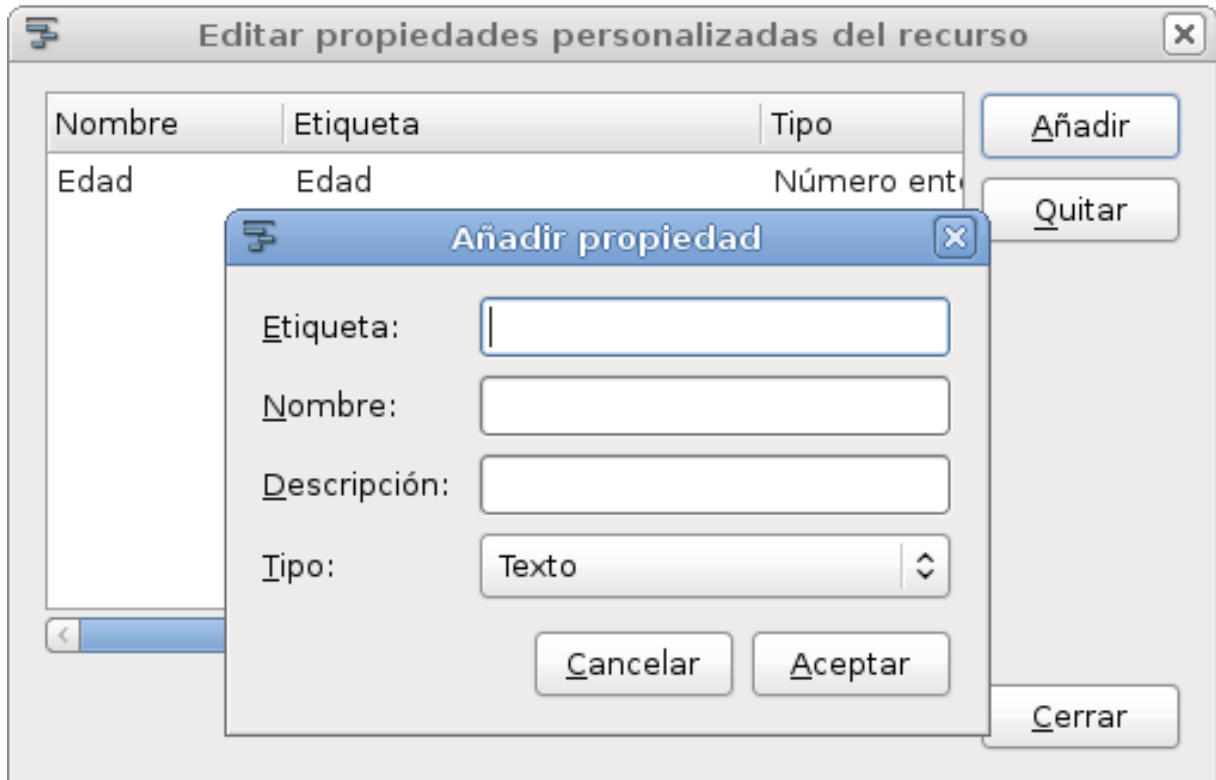 Editar propiedades personalizadas del recurso
Nombre Etiqueta Tipo
Añadir
Edad Edad Número
Quitar
Añadir propiedad
Etiqueta:
Nombre:
Descripción:
Tipo: Texto
Cancelar Aceptar
Cerrar